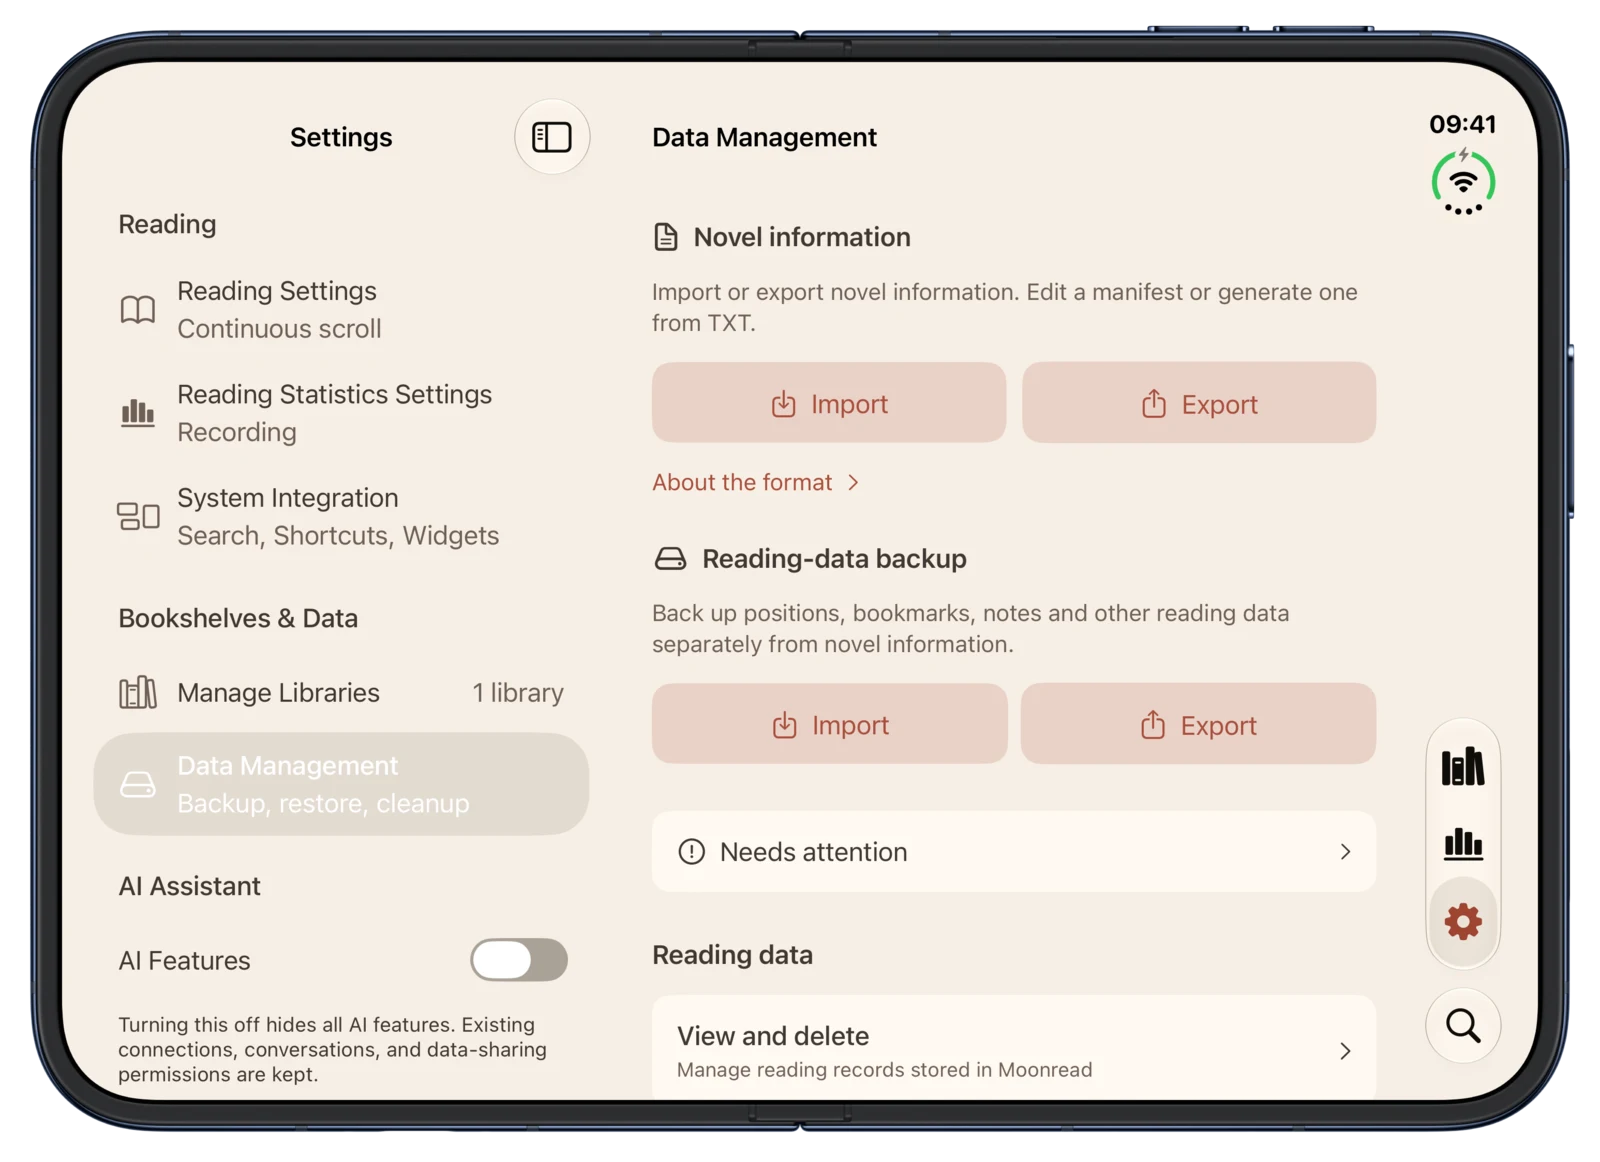 Settings
Reading
Reading Settings
Continuous scroll
Reading Statistics Settings
Recording
System Integration
Search, Shortcuts, Widgets
Bookshelves & Data
Manage Libraries
1 library
Data Management
Backup, restore, cleanup
AI Assistant
AI Features
Turning this off hides all AI features. Existing
connections, conversations, and data-sharing
permissions are kept.
Data Management
Novel information
Import or export novel information. Edit a manifest or generate one
from TXT.
Import
Export
About the format
Reading-data backup
Back up positions, bookmarks, notes and other reading data
separately from novel information.
Import
Export
Needs attention
Reading data
View and delete
Manage reading records stored in Moonread
09:41